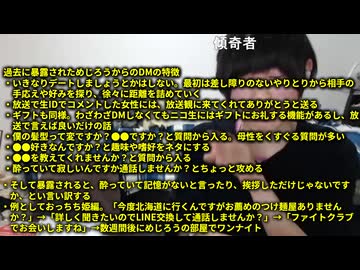 傾奇者
過去に暴露されためじろうからのDMの特徴
・いきなりデートしましょうとかはしない。最初は差し障りのないやりとりから相手の
手応えや好みを探り、徐々に距離を詰めていく
・放送で生IDでコメントした女性には、放送観に来てくれてありがとうと送る
・ギフトも同様。わざわざDMしなくてもニコ生にはギフトにお礼する機能があるし、放
送で言えば良いだけの話
・僕の髪型って変ですか？●●ですか？と質問から入る。母性をくすぐる質問が多い
・●●好きなんですか？と趣味や嗜好をネタにする
・●●を教えてくれませんか？と質問から入る
・酔っていて寂しいんですが通話しませんか？とちょっと攻める
・そして暴露されると、酔っていて記憶がないと言ったり、挨拶しただけじゃないです
か、と言い訳する
・例としておっちち姫編。「今度北海道に行くんですがお薦めのつけ麺屋ありません
か？」→「詳しく聞きたいのでLINE交換して通話しませんか？」→「ファイトクラブ
でお会いしますね」→数週間後にめじろうの部屋でワンナイト